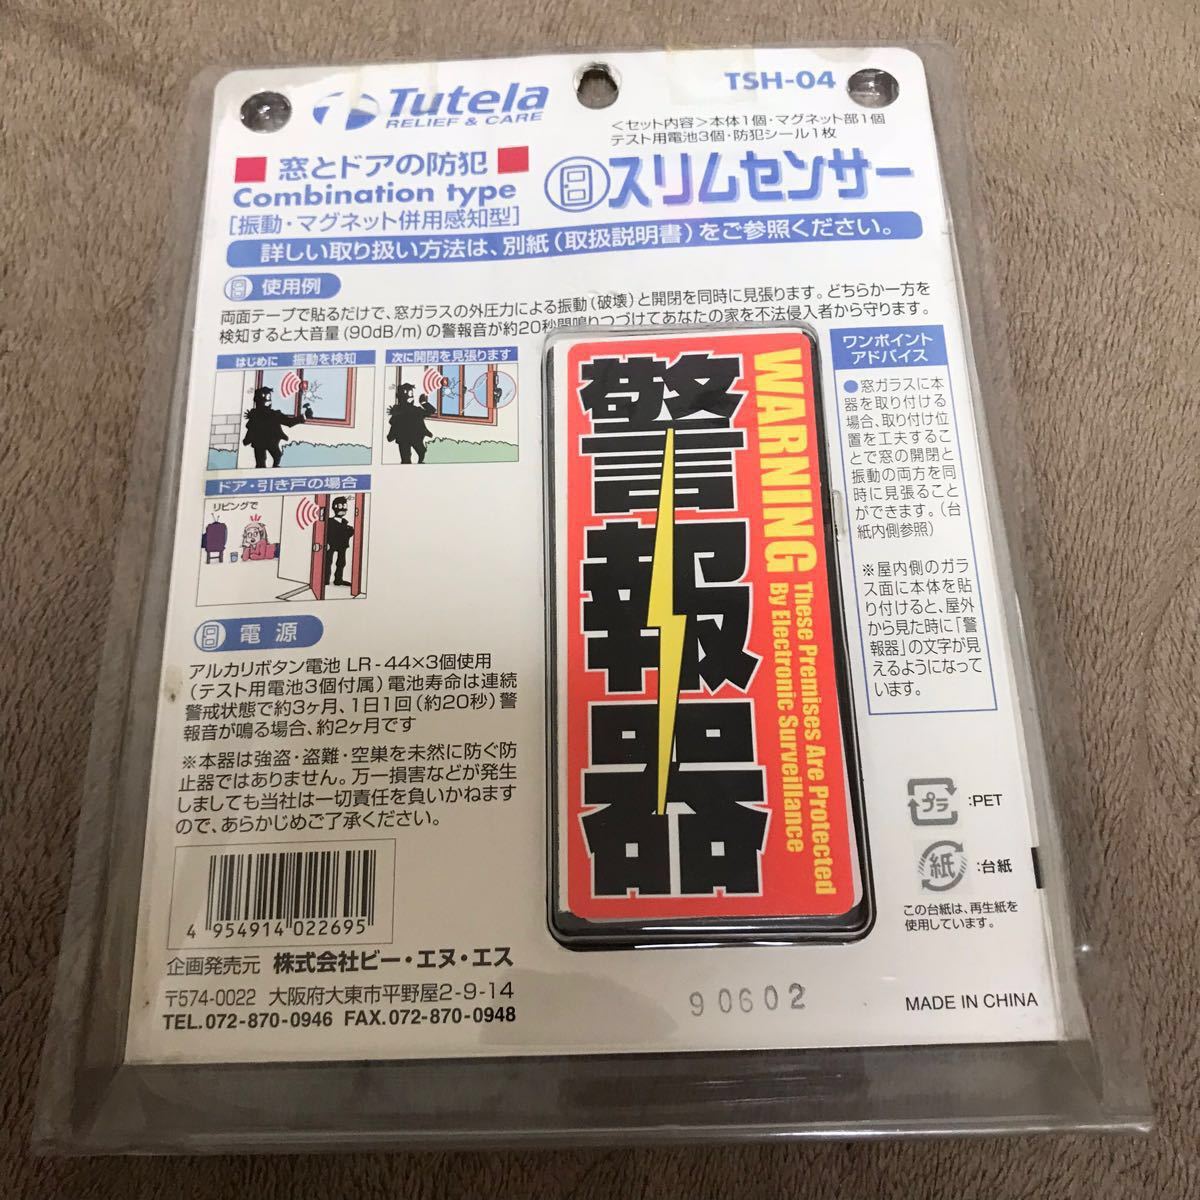 Tutela
RELIEF & CARE
TSH-04
<セット内容>本体1個・マグネット部1個
テスト用電池3個・防犯シール1枚
窓とドアの防犯
Combination type
[振動・マグネット併用感知型]
スリムセンサー
詳しい取り扱い方法は、別紙(取扱説明書)をご参照ください。
使用例
両面テープで貼るだけで、窓ガラスの外圧力による振動(破壊)と開閉を同時に見張ります。どちらか一方を
検知すると大音量(90dB/m)の警報音が約20秒間鳴りつづけてあなたの家を不法侵入者から守ります。
はじめに 振動を検知
次に開閉を見張ります
ドア・引き戸の場合
リビングで
電源
アルカリボタン電池 LR-44×3個使用
(テスト用電池3個付属)電池寿命は連続
警戒状態で約3ヶ月、1日1回(約20秒)警
報音が鳴る場合、約2ヶ月です
※本器は強盗・盗難・空巣を未然に防ぐ防
止器ではありません。万一損害などが発生
しましても当社は一切責任を負いかねます
ので、あらかじめご了承ください。
4 954914 022695
企画発売元 株式会社ビー・エヌ・エス
〒574-0022 大阪府大東市平野屋2-9-14
TEL.072-870-0946 FAX.072-870-0948
警報器
WARNING
These Premises Are Protected
By Electronic Surveillance
ワンポイント
アドバイス
●窓ガラスに本
器を取り付ける
場合、取り付け位
置を工夫するこ
とで窓の開閉と
振動の両方を同
時に見張ること
ができます。(台
紙内側参照)
※屋内側のガラ
ス面に本体を貼
り付けると、屋外
から見た時に「警
報器」の文字が見
えるようになって
います。
プラ
:PET
紙
:台紙
この台紙は、再生紙を
使用しています。
90602
MADE IN CHINA